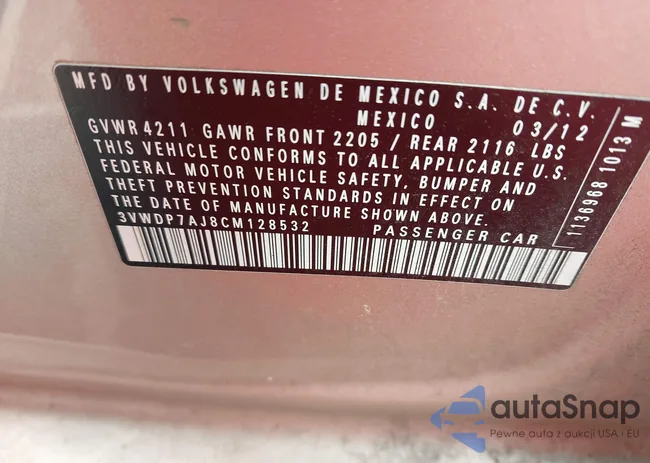 MFD BY VOLKSWAGEN DE MEXICO S.A. DE C.V.
MEXICO 03/12
GVWR 4211 GAWR FRONT 2205 / REAR 2116 LBS
THIS VEHICLE CONFORMS TO ALL APPLICABLE U.S.
FEDERAL MOTOR VEHICLE SAFETY, BUMPER AND
THEFT PREVENTION STANDARDS IN EFFECT ON
THE DATE OF MANUFACTURE SHOWN ABOVE.
3VWDP7AJ8CM128532 PASSENGER CAR
1136968 1013 M
autaSnap
Pewne auta z aukcji USA i EU